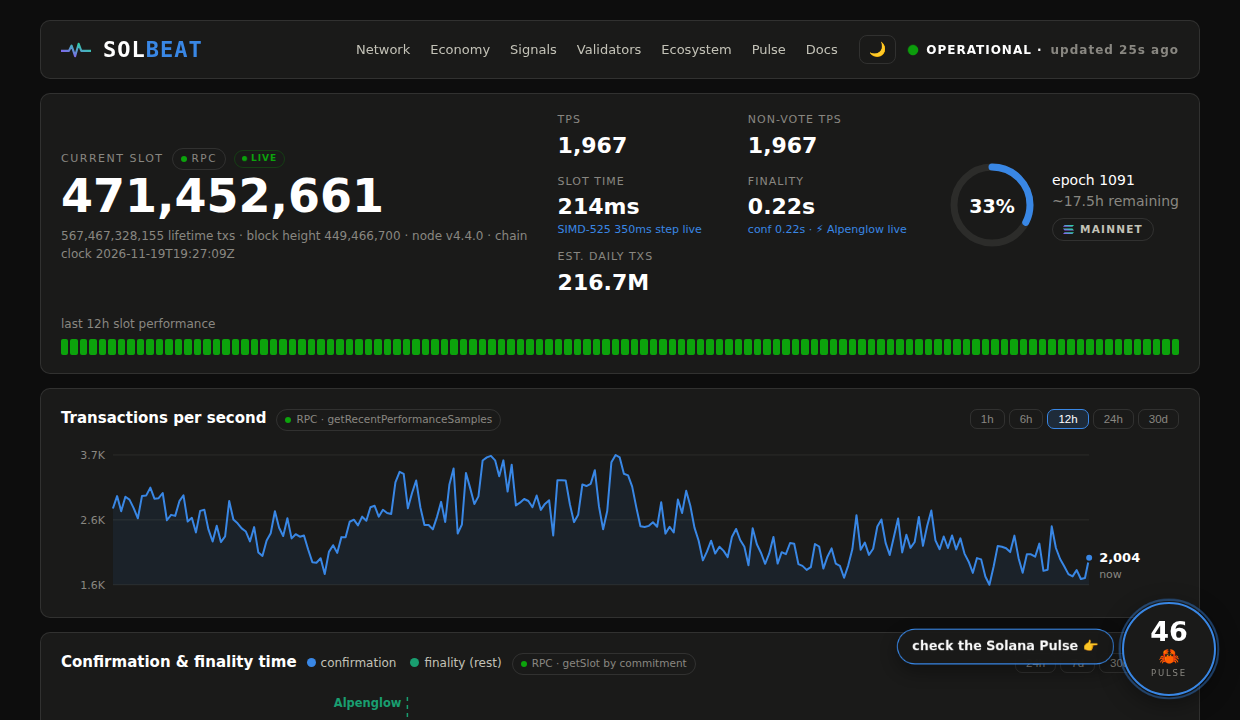 SOLBEAT
Network Economy Signals Validators Ecosystem Pulse Docs
OPERATIONAL · updated 25s ago
CURRENT SLOT RPC LIVE
471,452,661
567,467,328,155 lifetime txs · block height 449,466,700 · node v4.4.0 · chain
clock 2026-11-19T19:27:09Z
TPS
1,967
NON-VOTE TPS
1,967
SLOT TIME
214ms
SIMD-525 350ms step live
FINALITY
0.22s
conf 0.22s · ⚡ Alpenglow live
EST. DAILY TXS
216.7M
33%
epoch 1091
~17.5h remaining
MAINNET
last 12h slot performance
Transactions per second RPC · getRecentPerformanceSamples
1h 6h 12h 24h 30d
3.7K
2.6K
1.6K
2,004
now
Confirmation & finality time confirmation finality (rest) RPC · getSlot by commitment
Alpenglow
check the Solana Pulse 👉
46
🦀
PULSE